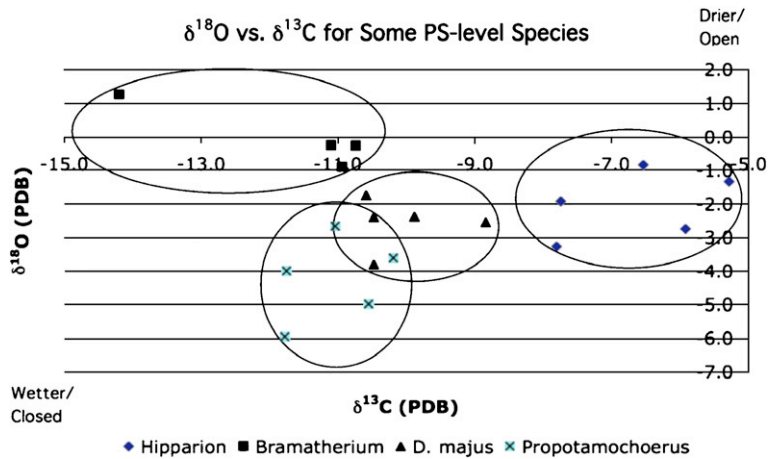 Drier/
Open
δ18O vs. δ13C for Some PS-level Species
2.0
1.0
0.0
-15.0 -13.0 -11.0 -9.0 -7.0 -5.0
-1.0
-2.0
-3.0
-4.0
-5.0
-6.0
-7.0
δ18O (PDB)
Wetter/
Closed
δ13C (PDB)
Hipparion Bramatherium D. majus Propotamochoerus